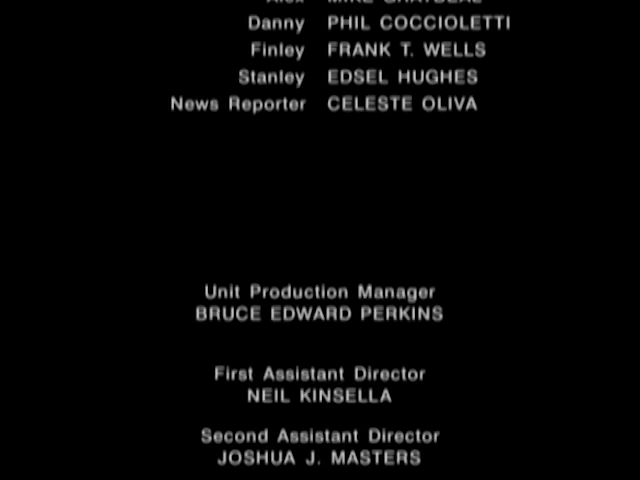 Danny PHIL COCCIOLETTI
Finley FRANK T. WELLS
Stanley EDSEL HUGHES
News Reporter CELESTE OLIVA
Unit Production Manager
BRUCE EDWARD PERKINS
First Assistant Director
NEIL KINSELLA
Second Assistant Director
JOSHUA J. MASTERS